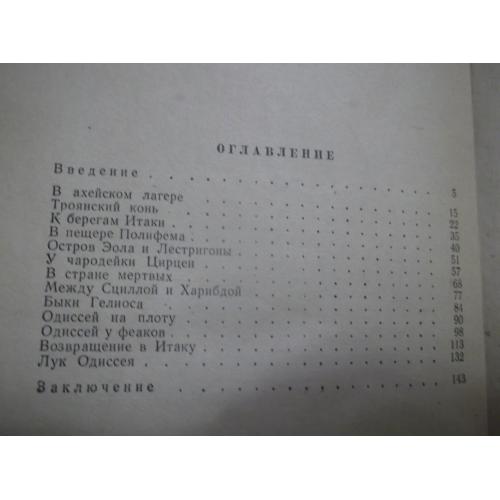 ОГЛАВЛЕНИЕ
Введение . . . . . . . . . . 5
В ахейском лагере . . . . . . . . . . 15
Троянский конь . . . . . . . . . . 22
К берегам Итаки . . . . . . . . . . 35
В пещере Полифема . . . . . . . . . . 40
Остров Эола и Лестригоны . . . . . . . . . . 51
У чародейки Цирцеи . . . . . . . . . . 57
В стране мертвых . . . . . . . . . . 68
Между Сциллой и Харибдой . . . . . . . . . . 77
Быки Гелиоса . . . . . . . . . . 84
Одиссей на плоту . . . . . . . . . . 90
Одиссей у феаков . . . . . . . . . . 98
Возвращение в Итаку . . . . . . . . . . 113
Лук Одиссея . . . . . . . . . . 132
Заключение . . . . . . . . . . 143